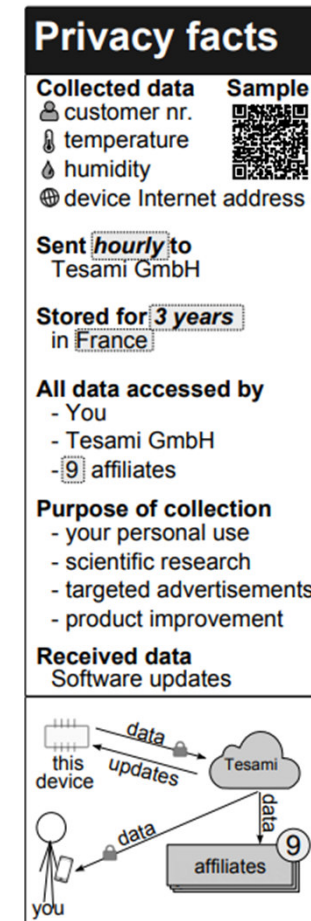 Privacy facts
Collected data Sample
customer nr.
temperature
humidity
device Internet address
Sent hourly to
Tesami GmbH
Stored for 3 years
in France
All data accessed by
- You
- Tesami GmbH
- 9 affiliates
Purpose of collection
- your personal use
- scientific research
- targeted advertisements
- product improvement
Received data
Software updates
data
this
device
updates
Tesami
data
data
9
affiliates
you